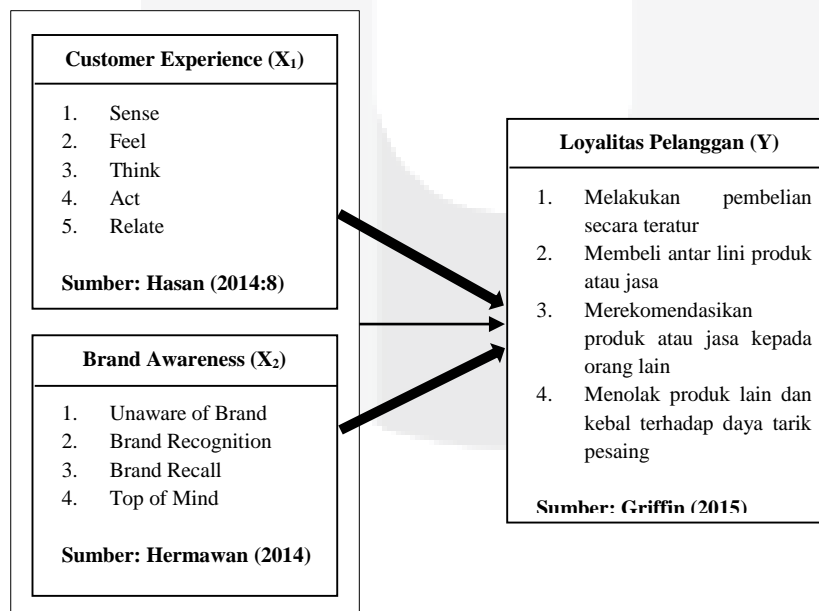 Customer Experience (X₁)
1. Sense
2. Feel
3. Think
4. Act
5. Relate
Sumber: Hasan (2014:8)
Brand Awareness (X₂)
1. Unaware of Brand
2. Brand Recognition
3. Brand Recall
4. Top of Mind
Sumber: Hermawan (2014)
Loyalitas Pelanggan (Y)
1. Melakukan pembelian
secara teratur
2. Membeli antar lini produk
atau jasa
3. Merekomendasikan
produk atau jasa kepada
orang lain
4. Menolak produk lain dan
kebal terhadap daya tarik
pesaing
Sumber: Griffin (2015)